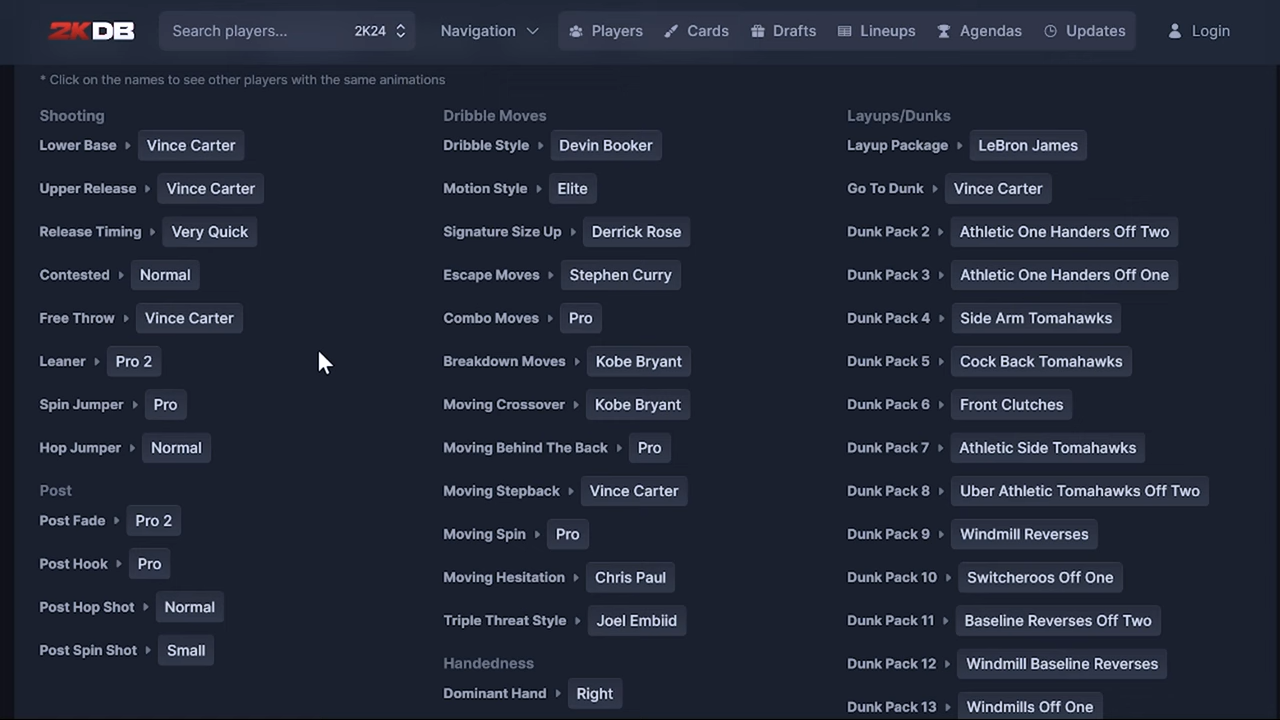 2KDB
Search players...
2K24
Navigation
Players
Cards
Drafts
Lineups
Agendas
Updates
Login
* Click on the names to see other players with the same animations
Shooting
Lower Base Vince Carter
Upper Release Vince Carter
Release Timing Very Quick
Contested Normal
Free Throw Vince Carter
Leaner Pro 2
Spin Jumper Pro
Hop Jumper Normal
Post
Post Fade Pro 2
Post Hook Pro
Post Hop Shot Normal
Post Spin Shot Small
Dribble Moves
Dribble Style Devin Booker
Motion Style Elite
Signature Size Up Derrick Rose
Escape Moves Stephen Curry
Combo Moves Pro
Breakdown Moves Kobe Bryant
Moving Crossover Kobe Bryant
Moving Behind The Back Pro
Moving Stepback Vince Carter
Moving Spin Pro
Moving Hesitation Chris Paul
Triple Threat Style Joel Embiid
Handedness
Dominant Hand Right
Layups/Dunks
Layup Package LeBron James
Go To Dunk Vince Carter
Dunk Pack 2 Athletic One Handers Off Two
Dunk Pack 3 Athletic One Handers Off One
Dunk Pack 4 Side Arm Tomahawks
Dunk Pack 5 Cock Back Tomahawks
Dunk Pack 6 Front Clutches
Dunk Pack 7 Athletic Side Tomahawks
Dunk Pack 8 Uber Athletic Tomahawks Off Two
Dunk Pack 9 Windmill Reverses
Dunk Pack 10 Switcheroos Off One
Dunk Pack 11 Baseline Reverses Off Two
Dunk Pack 12 Windmill Baseline Reverses
Dunk Pack 13 Windmills Off One